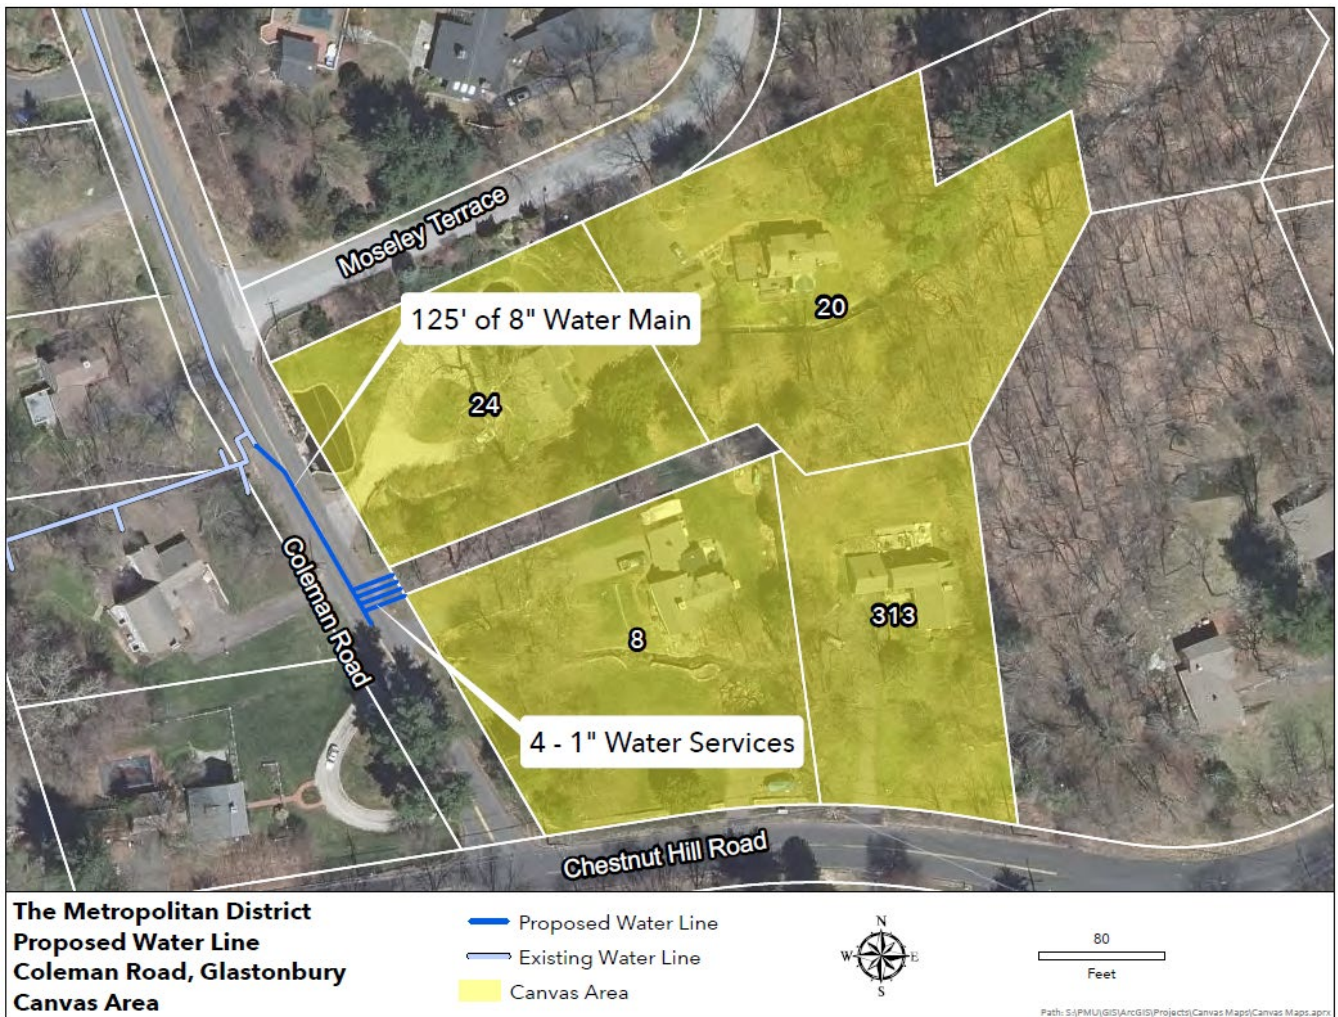 Moseley Terrace
125' of 8" Water Main
20
24
Coleman Road
8
313
4 - 1" Water Services
Chestnut Hill Road
The Metropolitan District
Proposed Water Line
Coleman Road, Glastonbury
Canvas Area
Proposed Water Line
Existing Water Line
Canvas Area
N
W E
S
80
Feet
Path: S:\PMU\GIS\ArcGIS\Projects\Canvas Maps\Canvas Maps.aprx